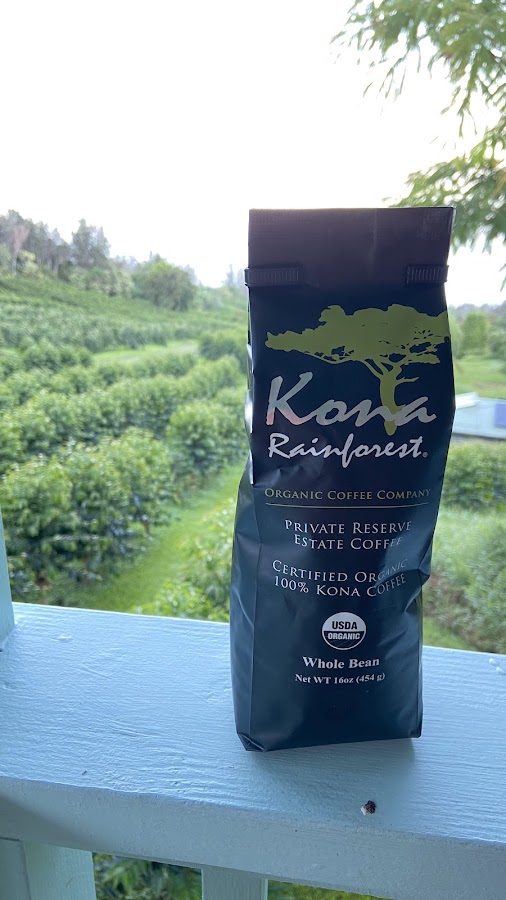 Kona
Rainforest®
Organic Coffee Company
Private Reserve
Estate Coffee
Certified Organic
100% Kona Coffee
USDA
ORGANIC
Whole Bean
Net WT 16oz (454 g)